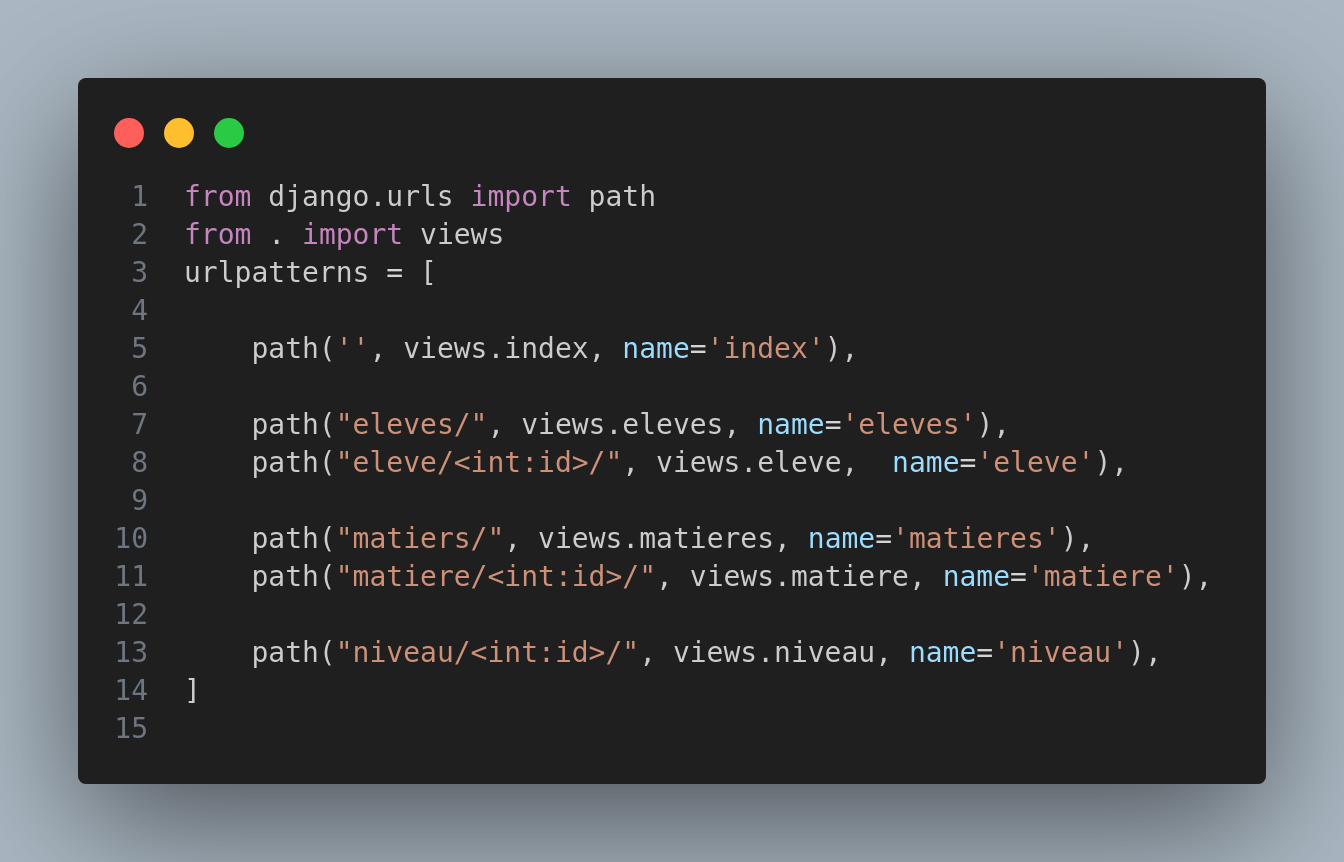 1 from django.urls import path
2 from . import views
3 urlpatterns = [
4
5     path('', views.index, name='index'),
6
7     path("eleves/", views.eleves, name='eleves'),
8     path("eleve/<int:id>/", views.eleve,  name='eleve'),
9
10     path("matiers/", views.matieres, name='matieres'),
11     path("matiere/<int:id>/", views.matiere, name='matiere'),
12
13     path("niveau/<int:id>/", views.niveau, name='niveau'),
14 ]
15